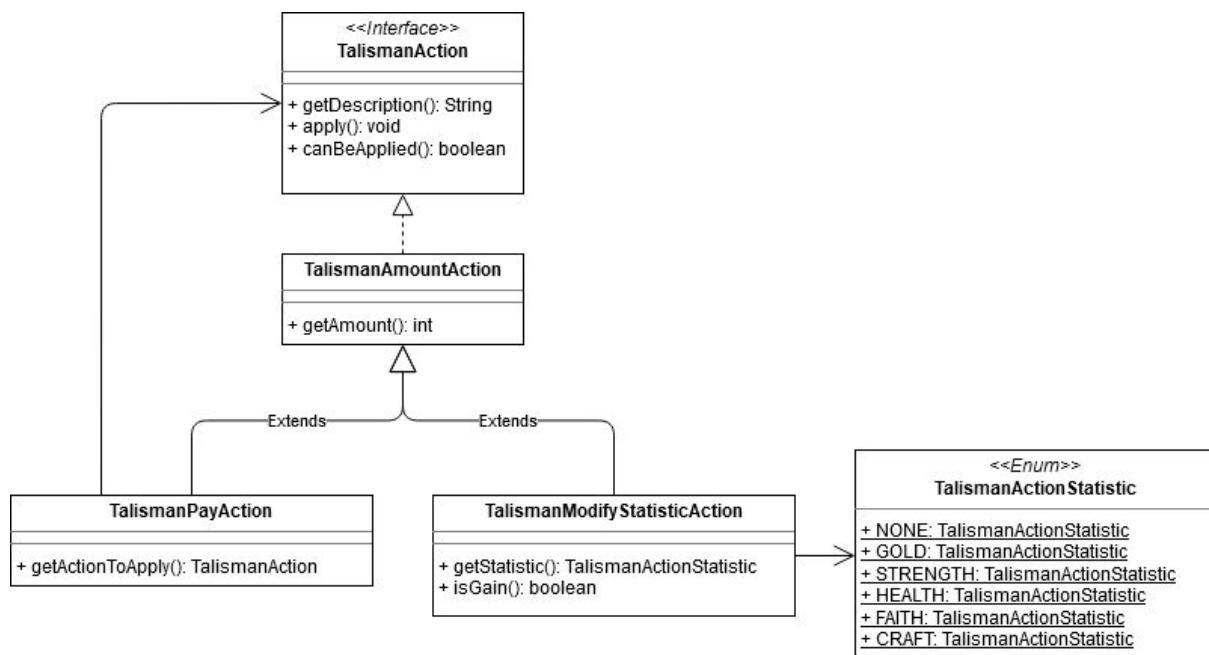 <<Interface>>
TalismanAction
+ getDescription(): String
+ apply(): void
+ canBeApplied(): boolean
TalismanAmountAction
+ getAmount(): int
Extends
Extends
TalismanPayAction
+ getActionToApply(): TalismanAction
TalismanModifyStatisticAction
+ getStatistic(): TalismanActionStatistic
+ isGain(): boolean
<<Enum>>
TalismanActionStatistic
+ NONE: TalismanActionStatistic
+ GOLD: TalismanActionStatistic
+ STRENGTH: TalismanActionStatistic
+ HEALTH: TalismanActionStatistic
+ FAITH: TalismanActionStatistic
+ CRAFT: TalismanActionStatistic